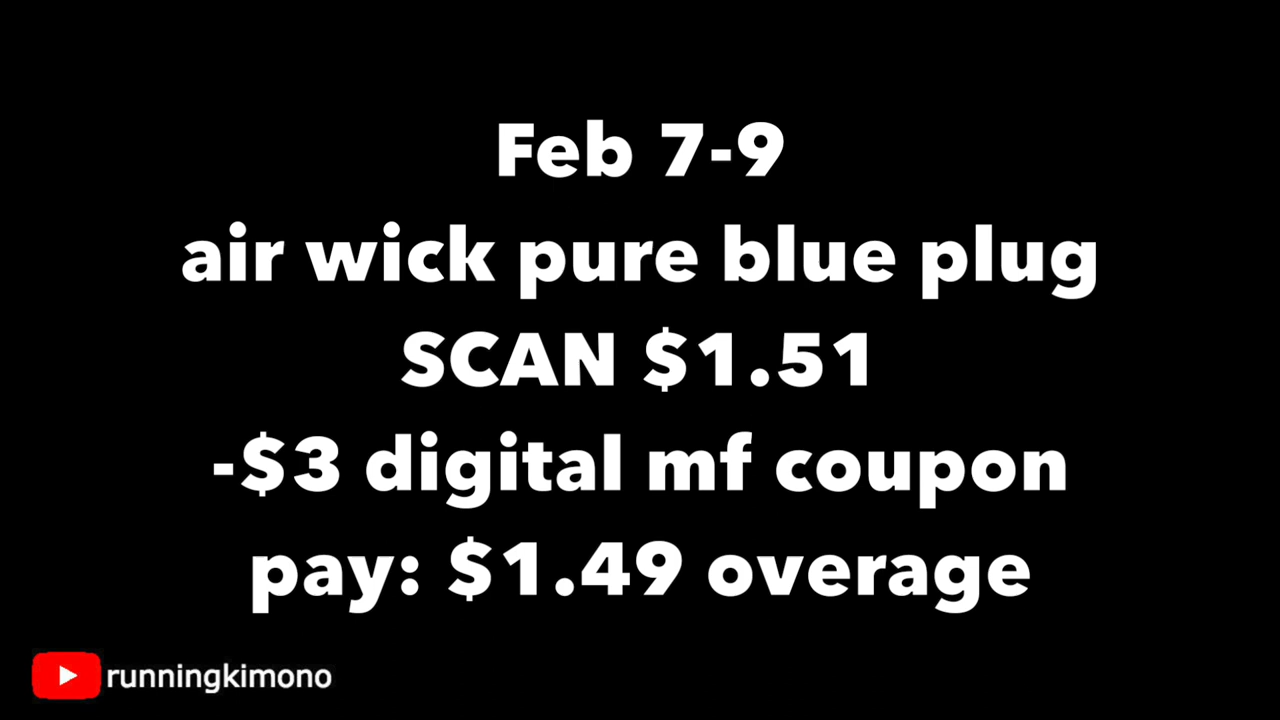 Feb 7-9
air wick pure blue plug
SCAN $1.51
-$3 digital mf coupon
pay: $1.49 overage
runningkimono